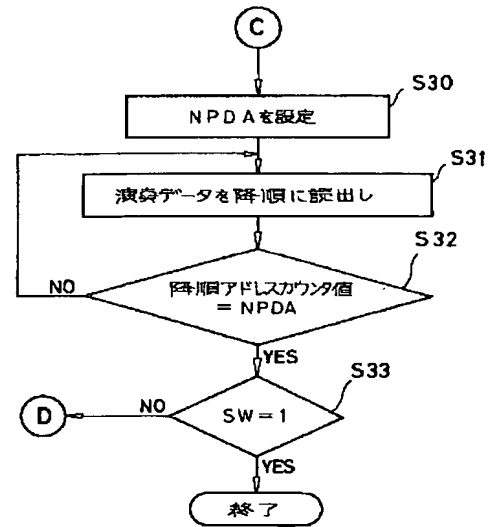 C
S30
NPDAを設定
S31
演奏データを降順に読出し
S32
降順アドレスカウンタ値
= NPDA
NO
YES
S33
D
NO
SW=1
YES
終了